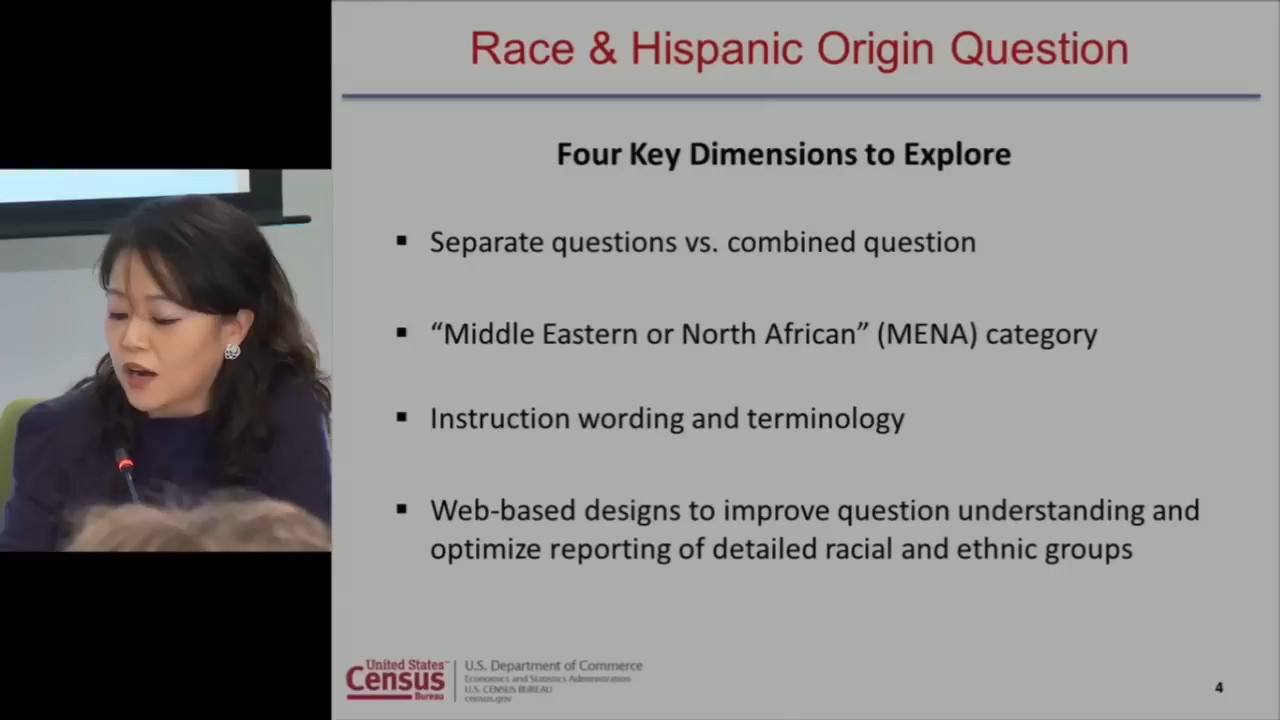 Race & Hispanic Origin Question
Four Key Dimensions to Explore
▪ Separate questions vs. combined question
▪ “Middle Eastern or North African” (MENA) category
▪ Instruction wording and terminology
▪ Web-based designs to improve question understanding and
optimize reporting of detailed racial and ethnic groups
United States™
Census
Bureau
U.S. Department of Commerce
Economics and Statistics Administration
U.S. CENSUS BUREAU
census.gov
4